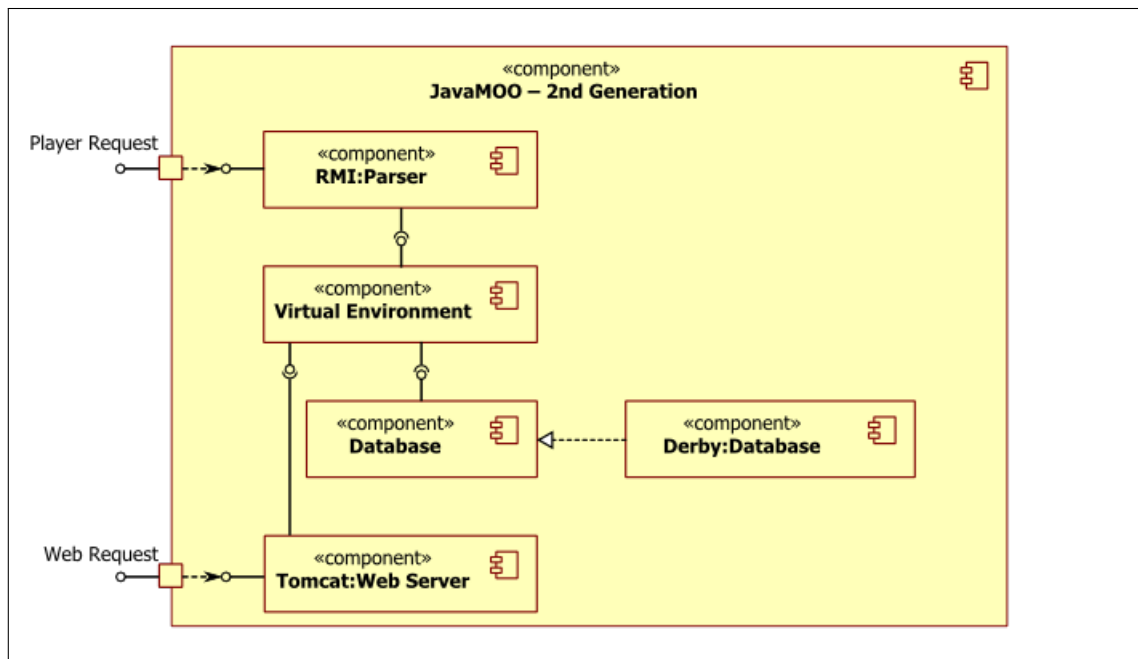 «component»
JavaMOO – 2nd Generation
Player Request
«component»
RMI:Parser
«component»
Virtual Environment
«component»
Database
«component»
Derby:Database
Web Request
«component»
Tomcat:Web Server